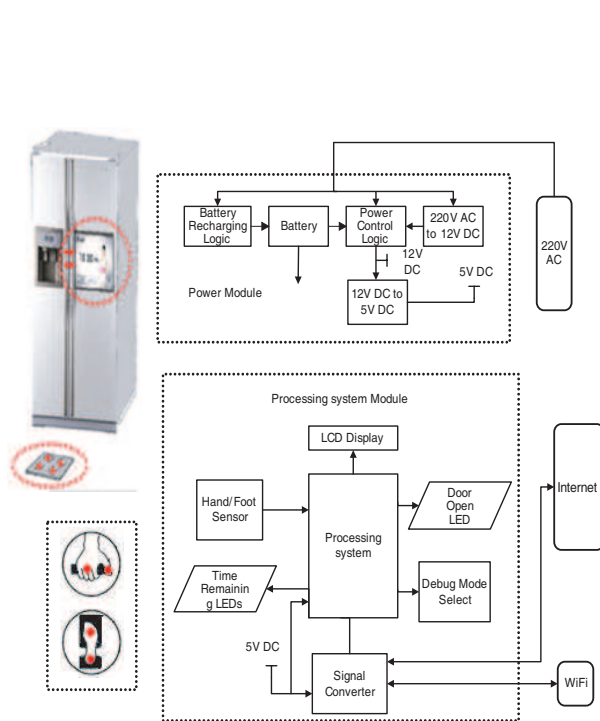 Battery
Recharging
Logic
Battery
Power
Control
Logic
220V AC
to 12V DC
220V
AC
12V
DC
5V DC
Power Module
12V DC to
5V DC
Processing system Module
LCD Display
Hand/Foot
Sensor
Processing
system
Door
Open
LED
Internet
Time
Remainin
g LEDs
Debug Mode
Select
5V DC
Signal
Converter
WiFi